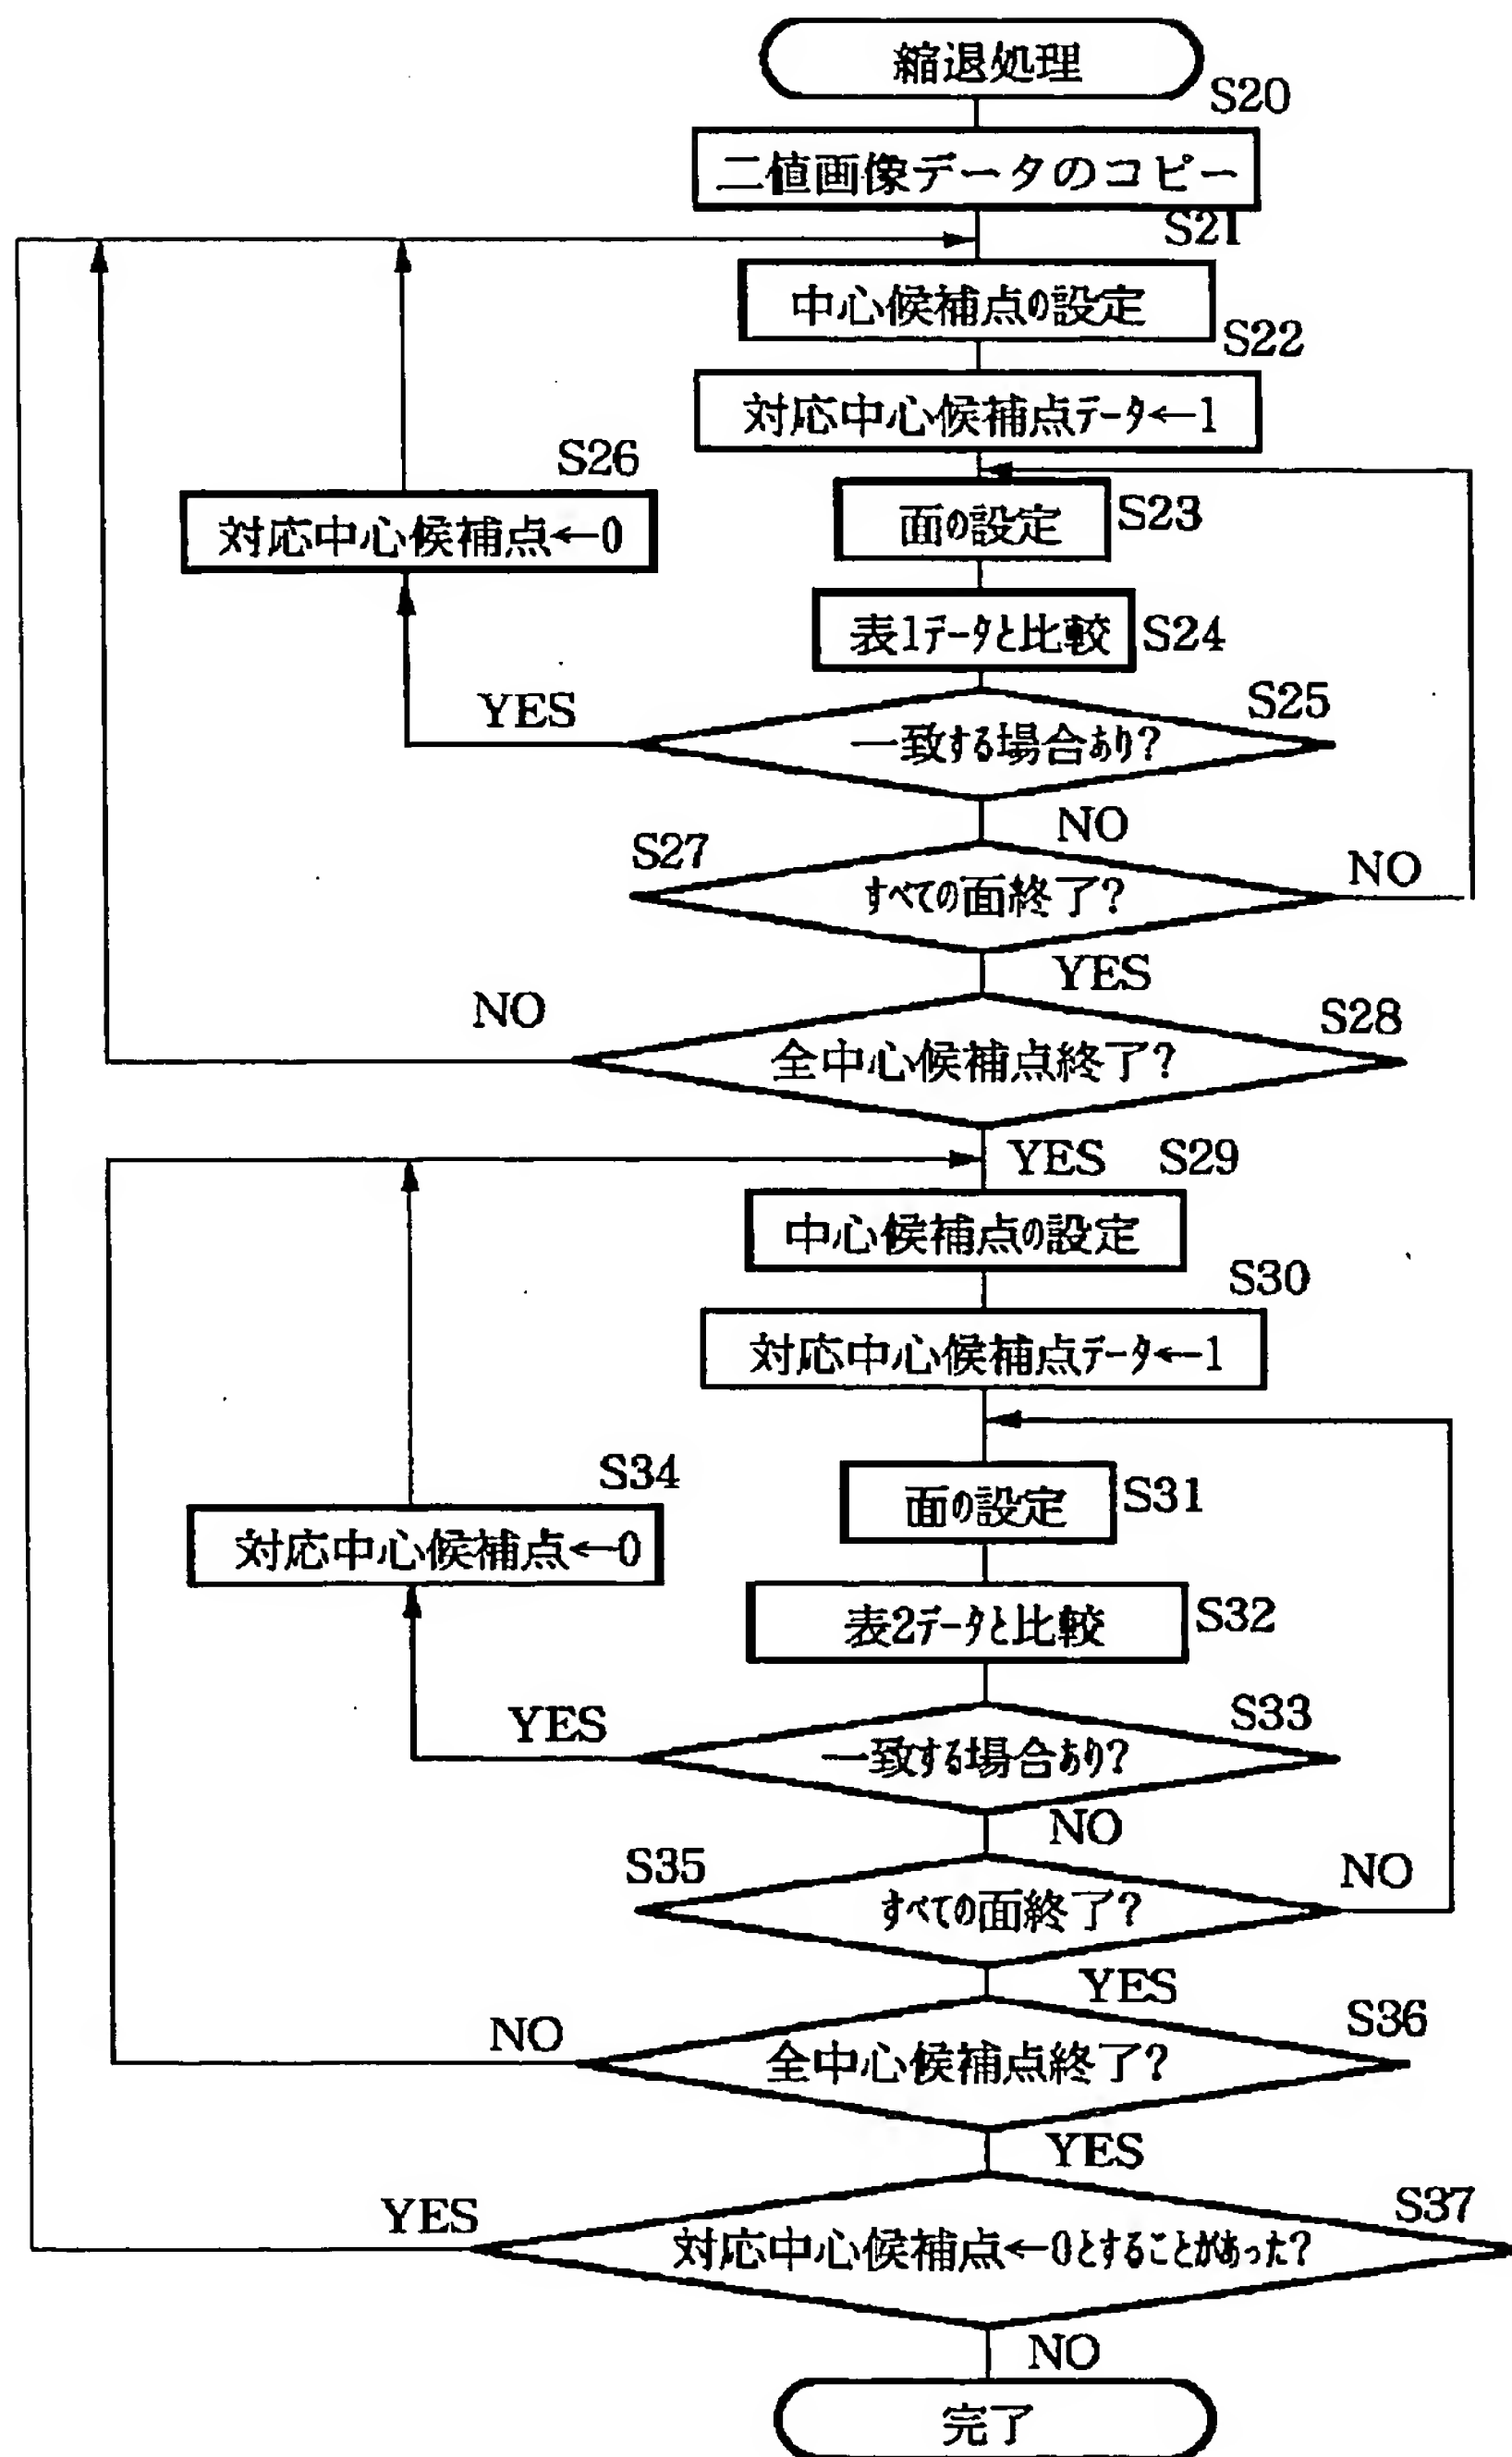 縮退処理
S20
二値画像データのコピー
S21
中心候補点の設定
S22
対応中心候補点データ←1
S26
対応中心候補点←0
面の設定
S23
表1データと比較
S24
YES
S25
一致する場合あり?
NO
S27
すべての面終了?
NO
YES
NO
S28
全中心候補点終了?
YES
S29
中心候補点の設定
S30
対応中心候補点データ←1
S34
対応中心候補点←0
面の設定
S31
表2データと比較
S32
YES
S33
一致する場合あり?
NO
S35
すべての面終了?
NO
YES
NO
S36
全中心候補点終了?
YES
YES
S37
対応中心候補点←0とすることがあった?
NO
完了